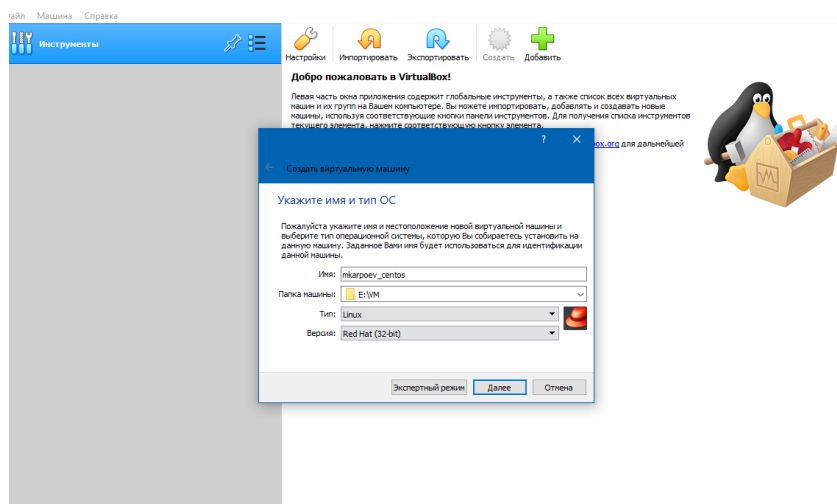 Машина Справка
Инструменты
Настройки Импортировать Экспортировать Создать Добавить
Добро пожаловать в VirtualBox!
Левая часть окна приложения содержит глобальные инструменты, а также список всех виртуальных
машин и их групп на Вашем компьютере. Вы можете импортировать, добавлять и создавать новые
машины, используя соответствующие кнопки панели инструментов. Для получения списка инструментов
текущего элемента, нажмите соответствующую кнопку элемента.
box.org для дальнейшей
?
Создать виртуальную машину
Укажите имя и тип ОС
Пожалуйста укажите имя и местоположение новой виртуальной машины и
выберите тип операционной системы, которую Вы собираетесь установить на
данную машину. Заданное Вами имя будет использоваться для идентификации
данной машины.
Имя: mkarpoev_centos
Папка машины: E:\VM
Тип: Linux
Версия: Red Hat (32-bit)
Экспертный режим Далее Отмена